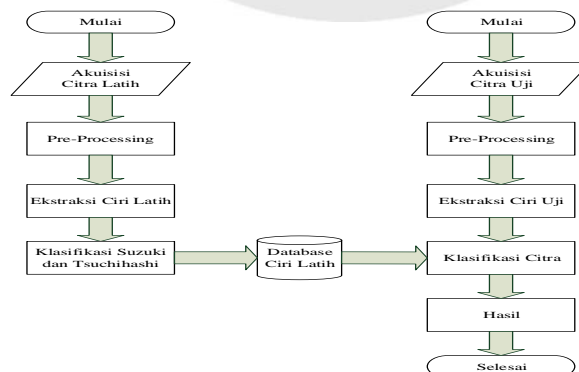 Mulai
Akuisisi
Citra Latih
Pre-Processing
Ekstraksi Ciri Latih
Klasifikasi Suzuki
dan Tsuchihashi
Database
Ciri Latih
Mulai
Akuisisi
Citra Uji
Pre-Processing
Ekstraksi Ciri Uji
Klasifikasi Citra
Hasil
Selesai